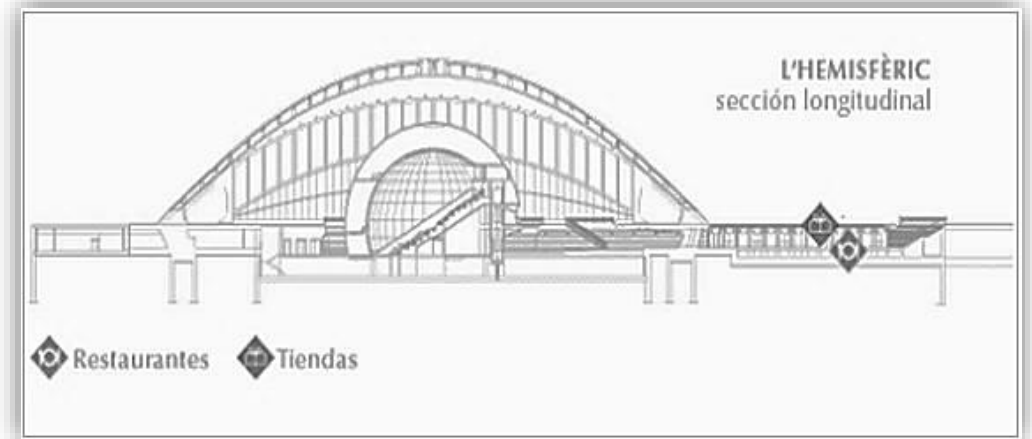 L'HEMISFÈRIC
sección longitudinal
Restaurantes
Tiendas